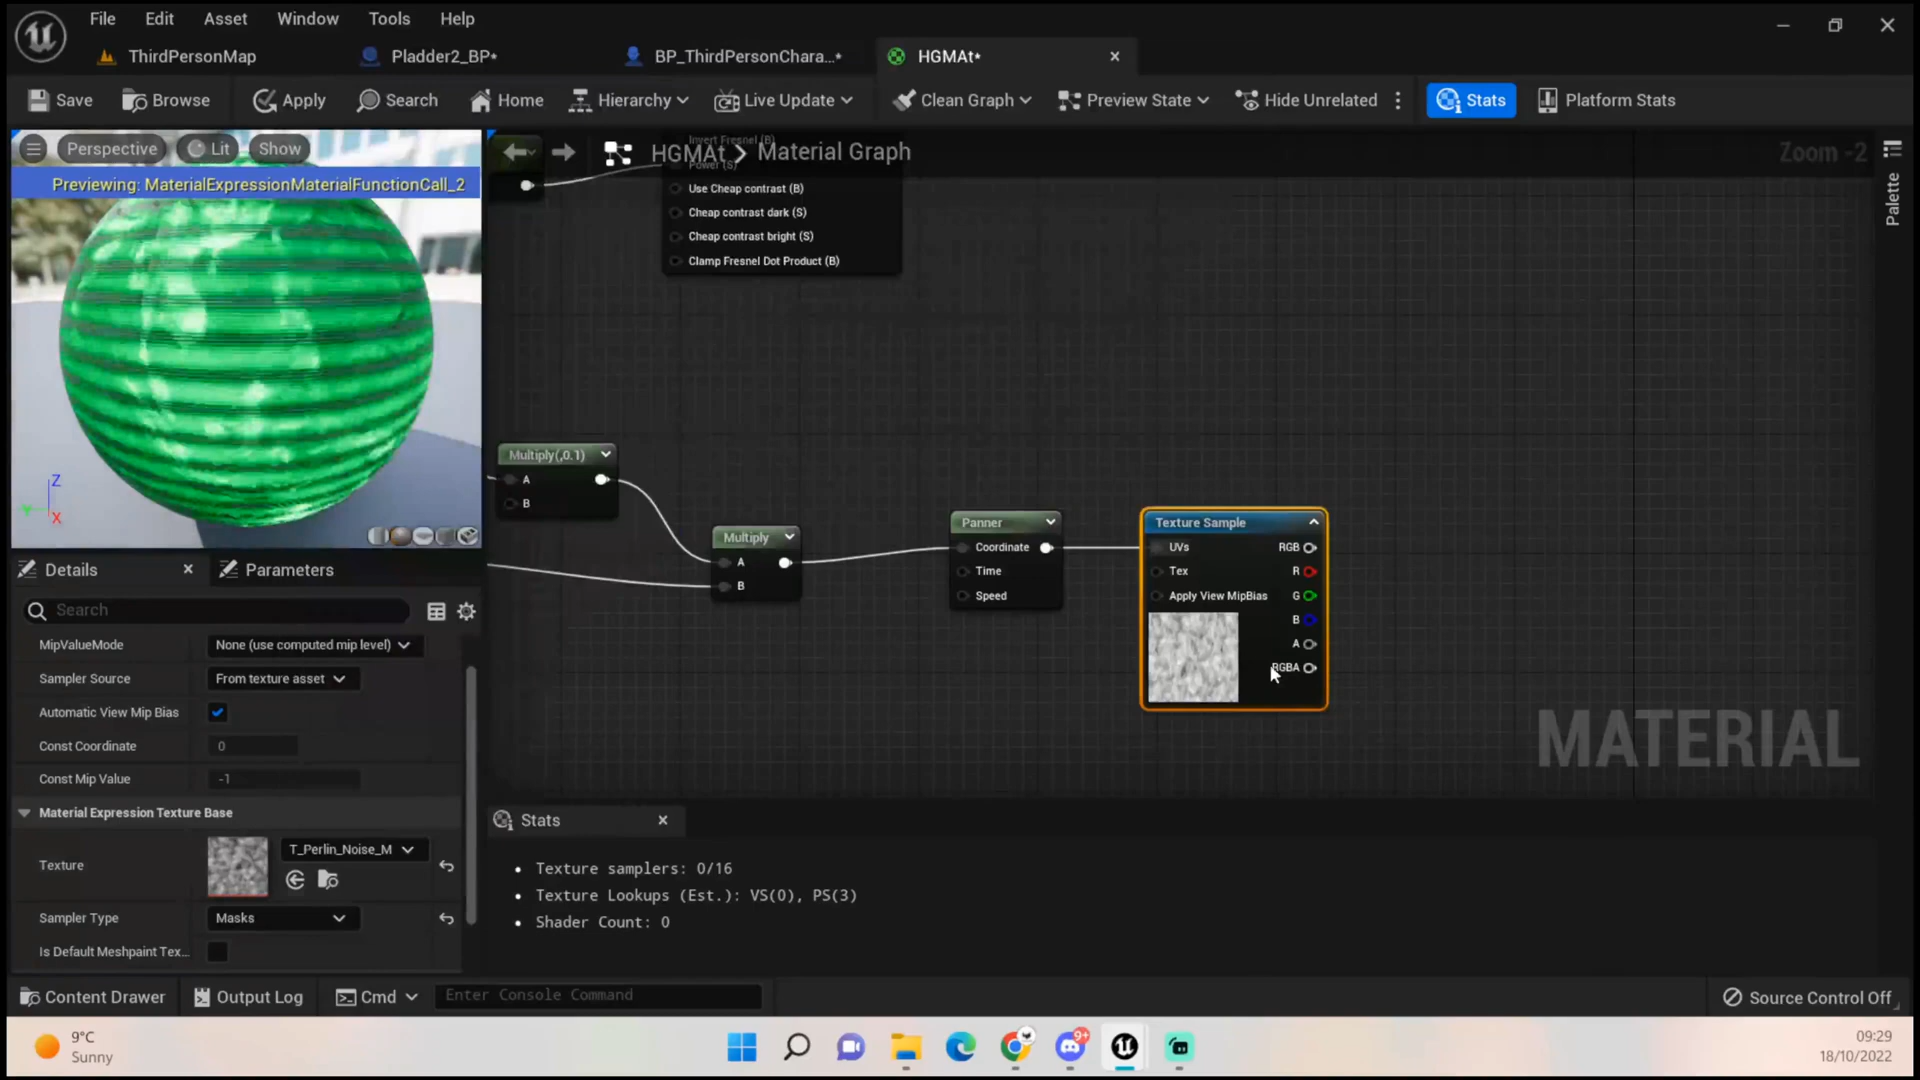 File Edit Asset Window Tools Help
ThirdPersonMap Pladder2_BP* BP_ThirdPersonChara...* HGMAt*
Save Browse Apply Search Home Hierarchy Live Update Clean Graph Preview State Hide Unrelated Stats Platform Stats
Perspective Lit Show
Previewing: MaterialExpressionMaterialFunctionCall_2
HGMAt > Material Graph
Zoom -2
Palette
Invert Fresnel (B)
Power (S)
Use Cheap contrast (B)
Cheap contrast dark (S)
Cheap contrast bright (S)
Clamp Fresnel Dot Product (B)
Z
Y
X
Multiply(,0.1)
A
B
Multiply
A
B
Panner
Coordinate
Time
Speed
Texture Sample
UVs RGB
Tex R
Apply View MipBias G
B
A
RGBA
MATERIAL
Details Parameters
Search
MipValueMode None (use computed mip level)
Sampler Source From texture asset
Automatic View Mip Bias
Const Coordinate 0
Const Mip Value -1
Material Expression Texture Base
Texture T_Perlin_Noise_M
Sampler Type Masks
Is Default Meshpaint Tex...
Stats
Texture samplers: 0/16
Texture Lookups (Est.): VS(0), PS(3)
Shader Count: 0
Content Drawer Output Log Cmd Enter Console Command Source Control Off
9°C
Sunny
9+
09:29
18/10/2022